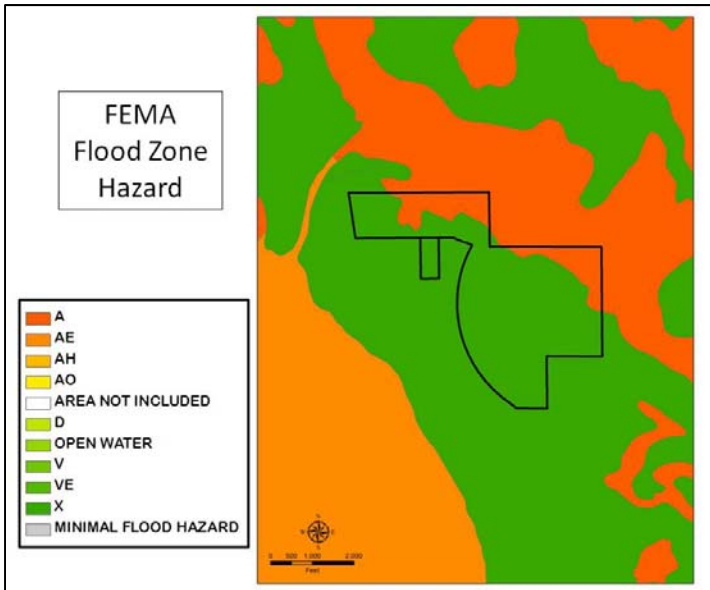 FEMA
Flood Zone
Hazard
A
AE
AH
AO
AREA NOT INCLUDED
D
OPEN WATER
V
VE
X
MINIMAL FLOOD HAZARD
N
W E
S
0 500 1,000 2,000
Feet